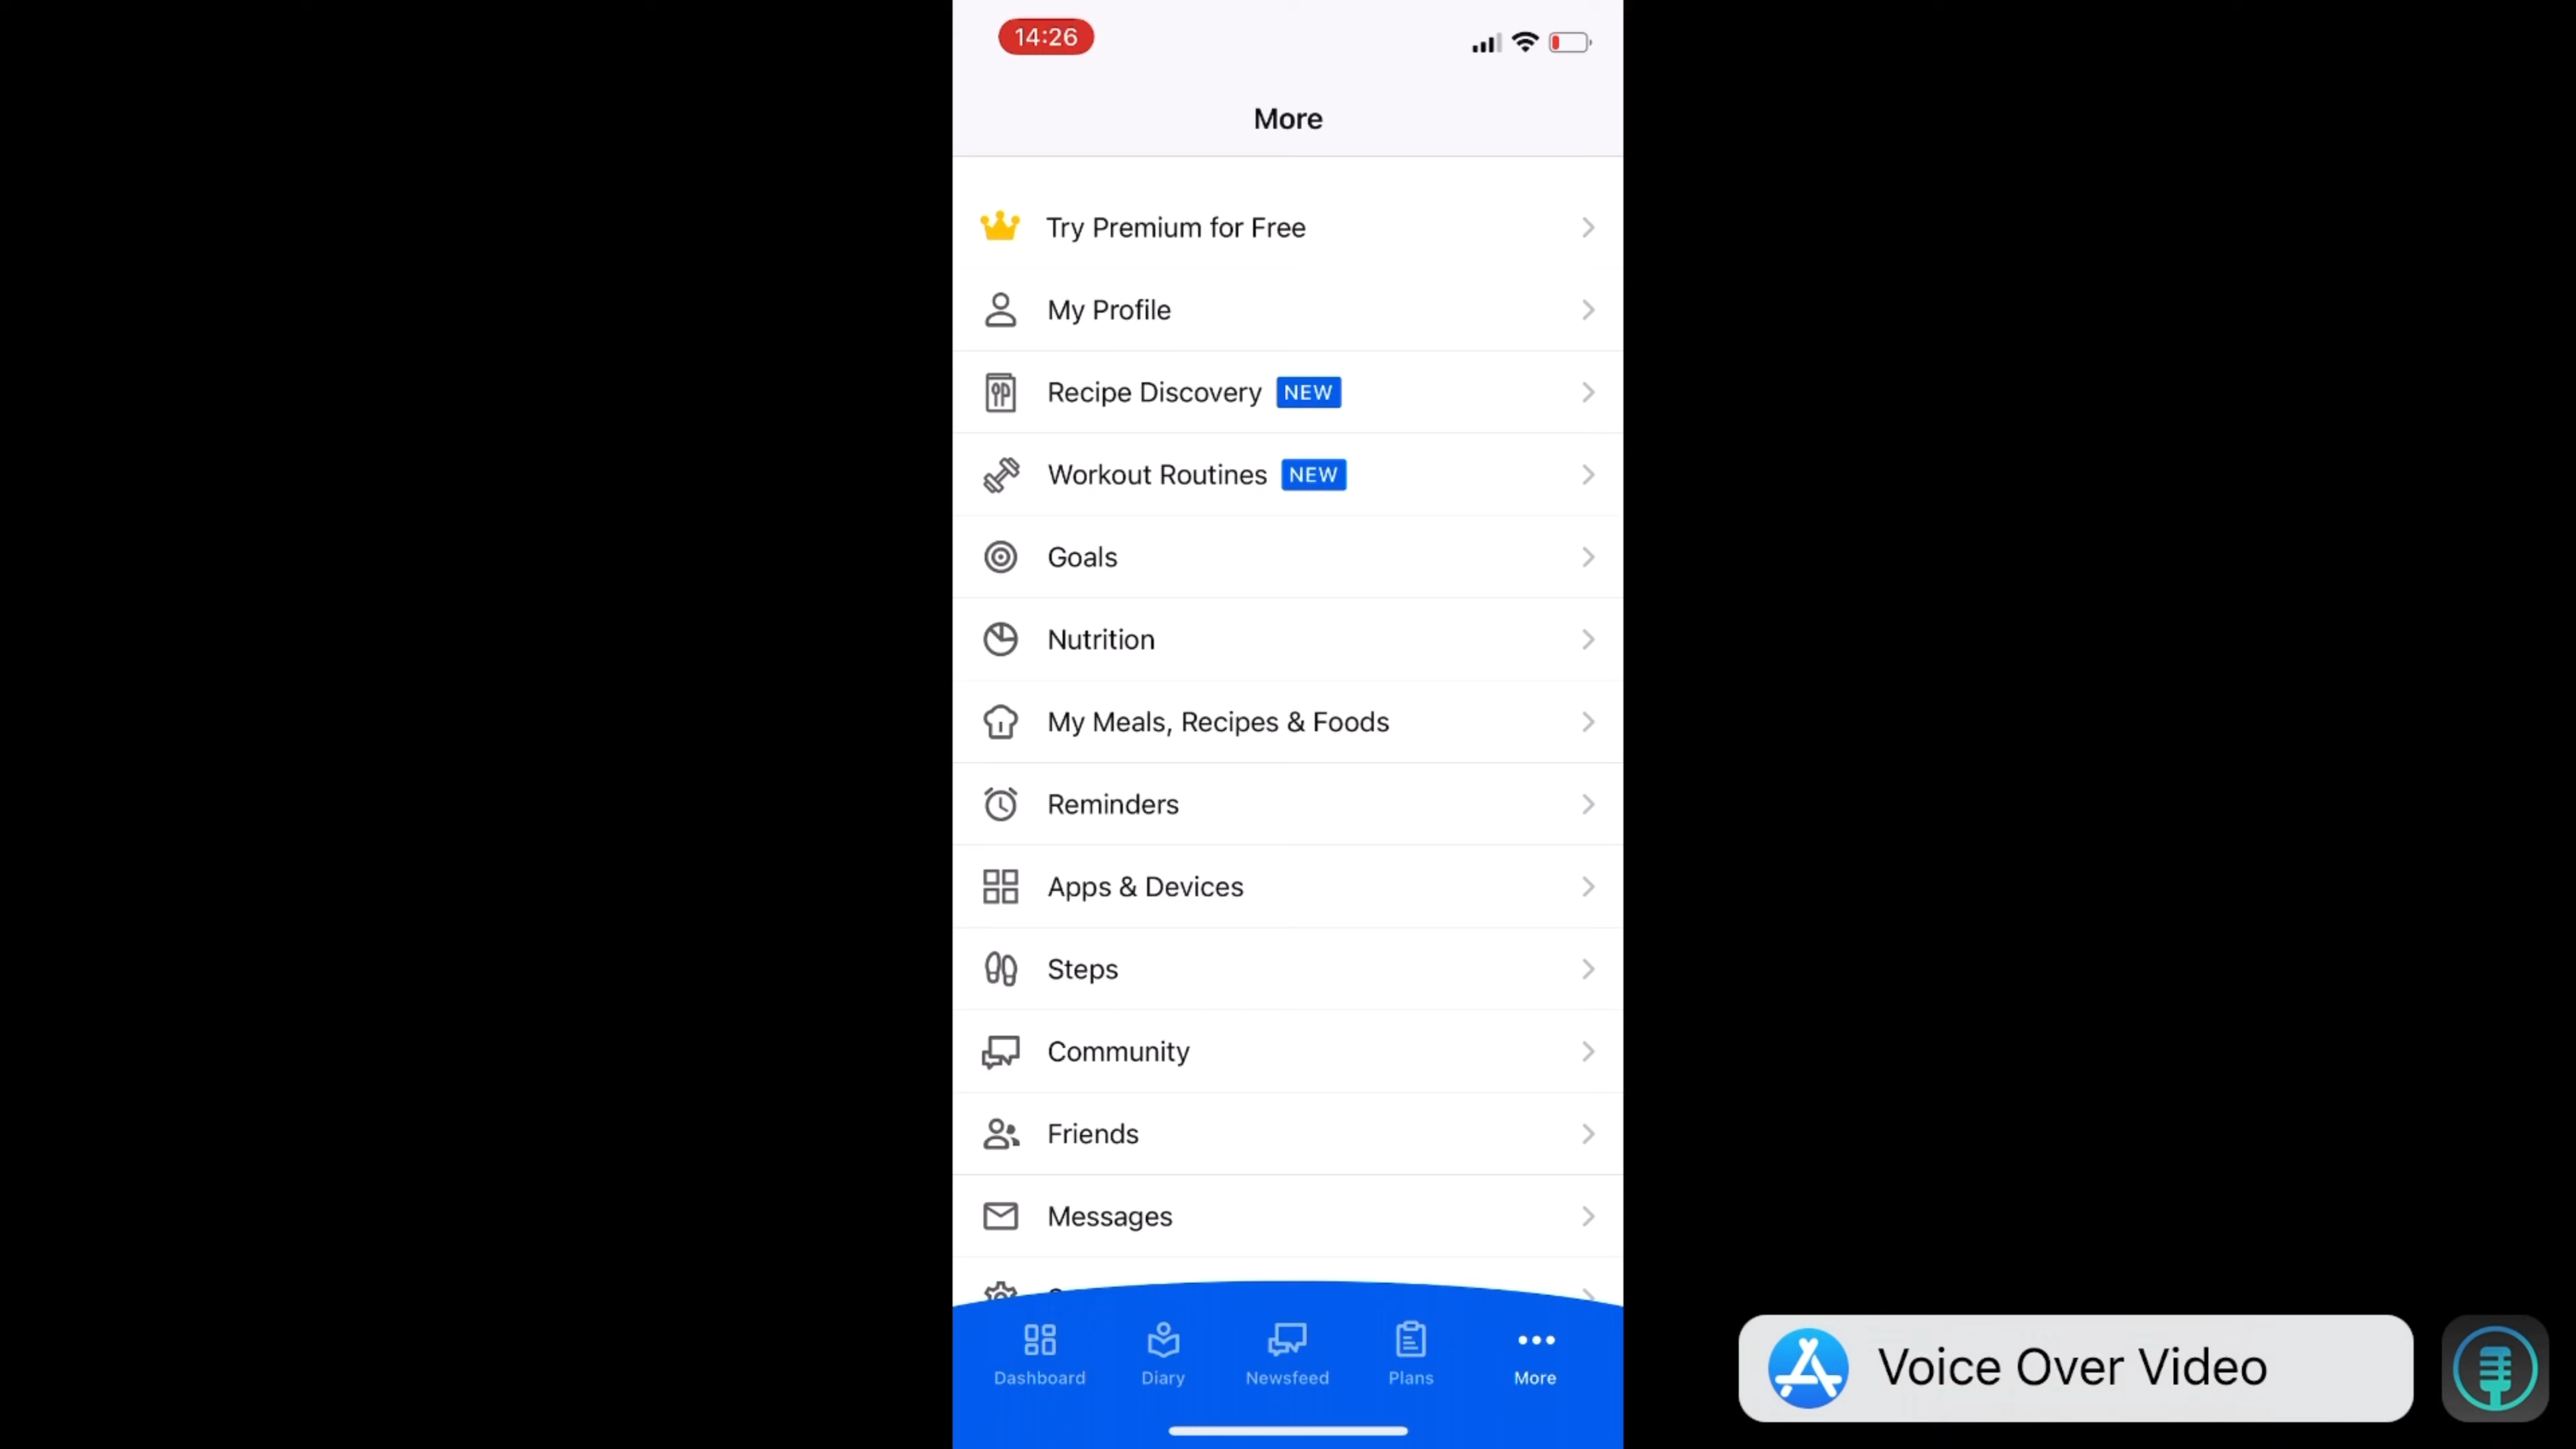 14:26
More
Try Premium for Free
My Profile
Recipe Discovery NEW
Workout Routines NEW
Goals
Nutrition
My Meals, Recipes & Foods
Reminders
Apps & Devices
Steps
Community
Friends
Messages
Dashboard
Diary
Newsfeed
Plans
More
Voice Over Video